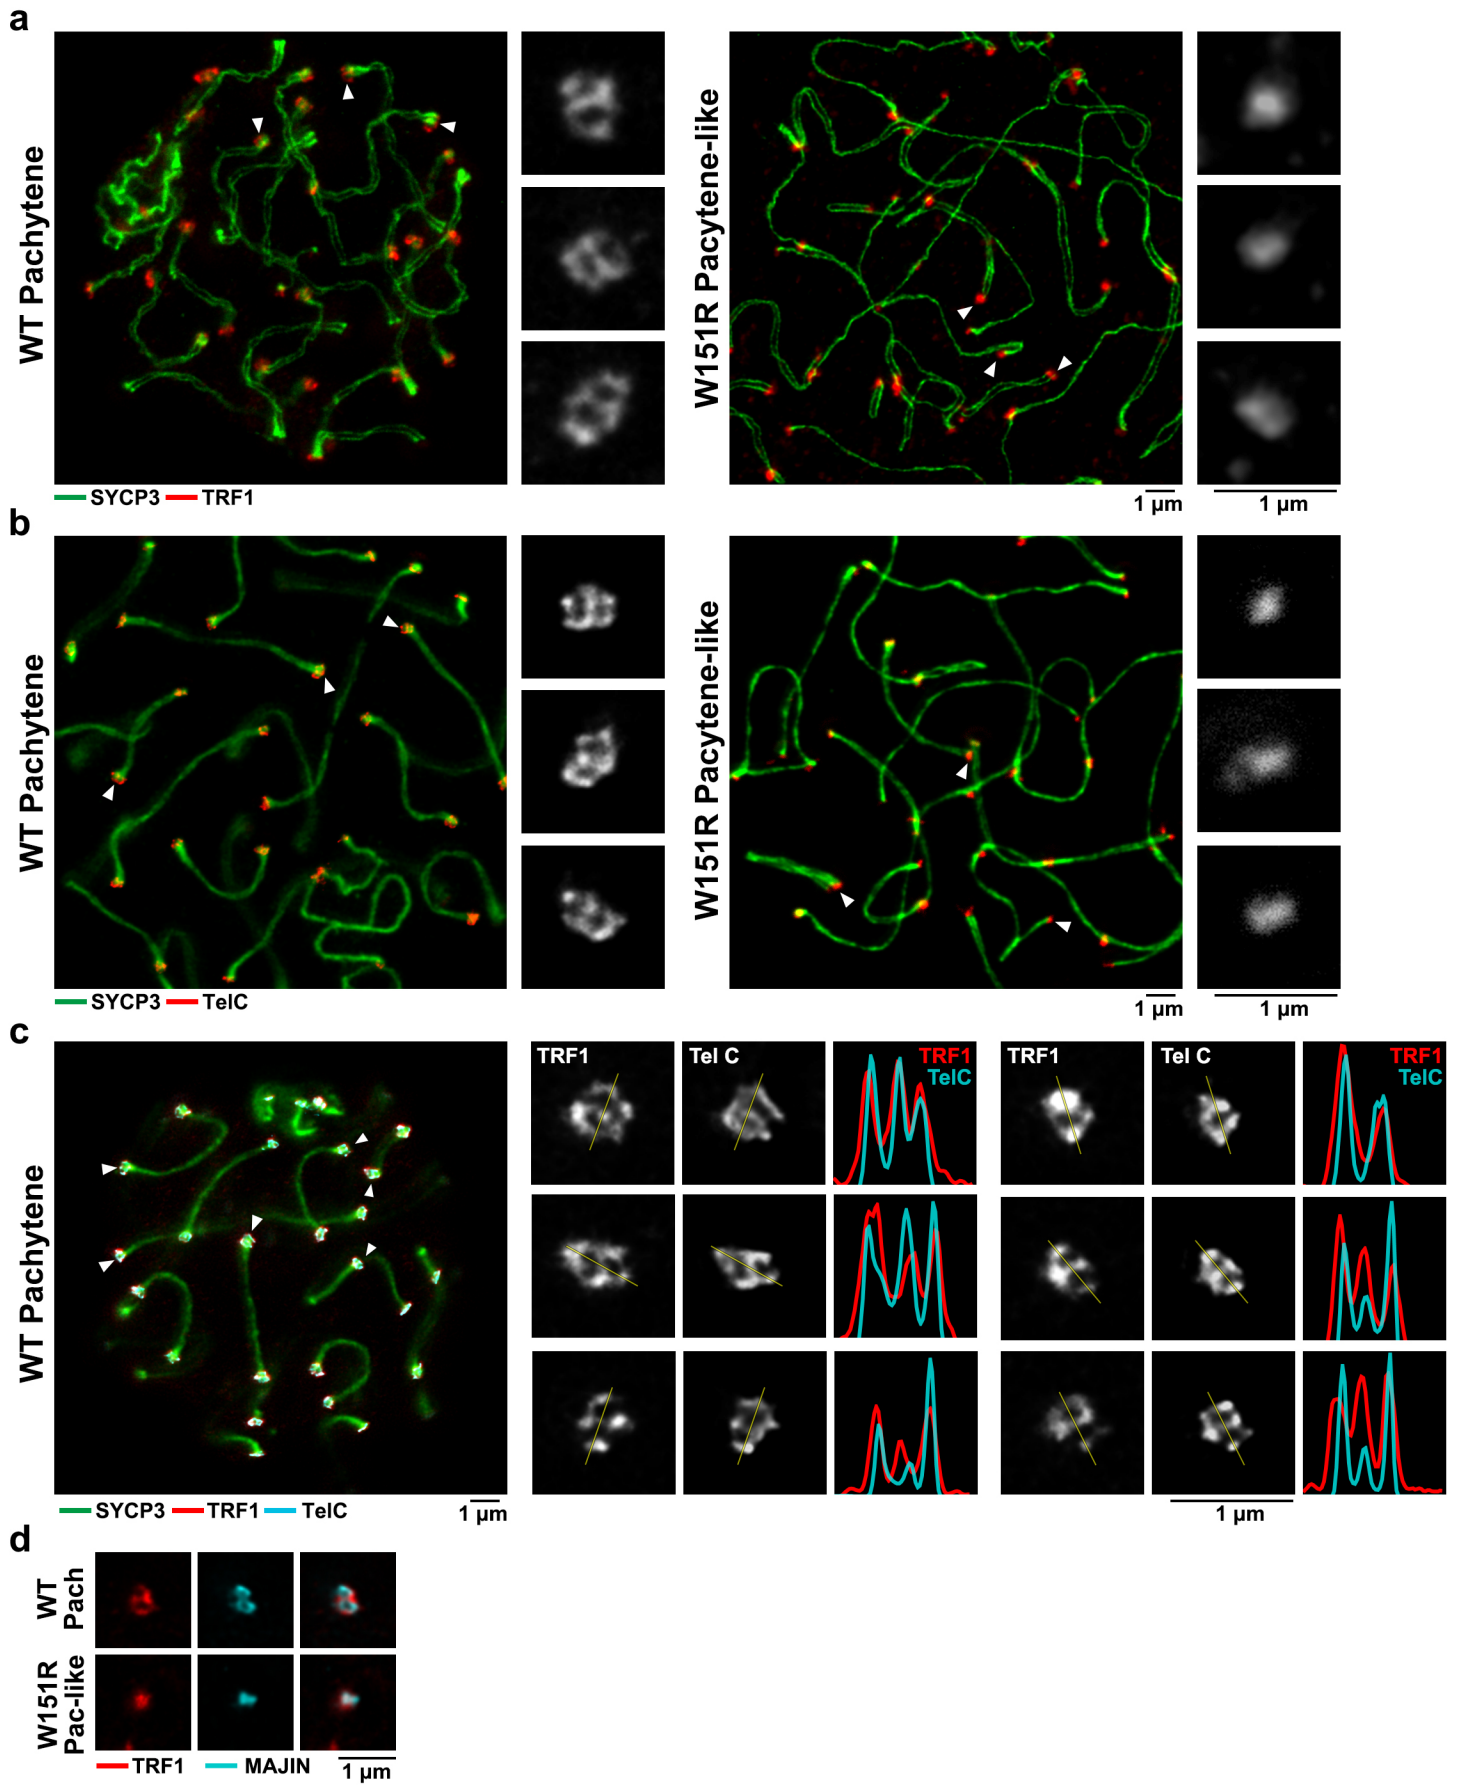 a
WT Pachytene
W151R Pacytene-like
SYCP3 TRF1
1 µm
1 µm
b
WT Pachytene
W151R Pacytene-like
SYCP3 TelC
1 µm
1 µm
c
WT Pachytene
TRF1 Tel C TRF1
TelC
TRF1 Tel C TRF1
TelC
SYCP3 TRF1 TelC
1 µm
1 µm
d
WT
Pach
W151R
Pac-like
TRF1 MAJIN
1 µm